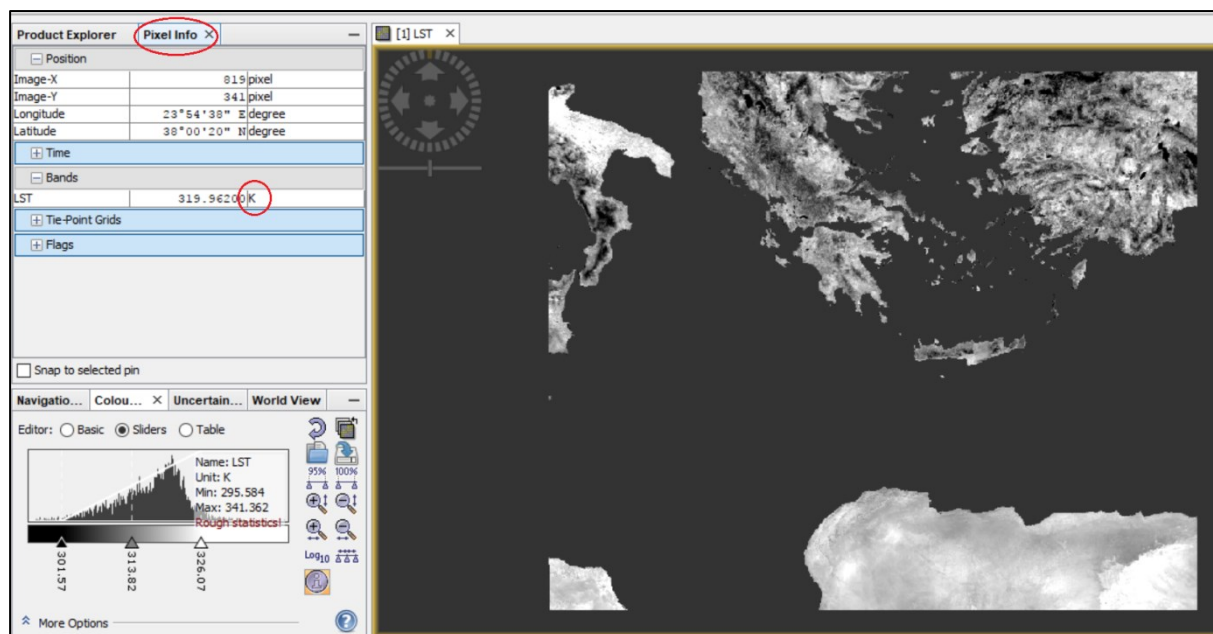 Product Explorer Pixel Info × — [1] LST ×
Position
Image-X 819 pixel
Image-Y 341 pixel
Longitude 23°54'38" E degree
Latitude 38°00'20" N degree
Time
Bands
LST 319.96200 K
Tie-Point Grids
Flags
Snap to selected pin
Navigatio... Colou... × Uncertain... World View —
Editor: Basic Sliders Table
Name: LST
Unit: K
Min: 295.584
Max: 341.362
Rough statistics!
95% 100%
Log10
301.57 313.82 326.07
More Options